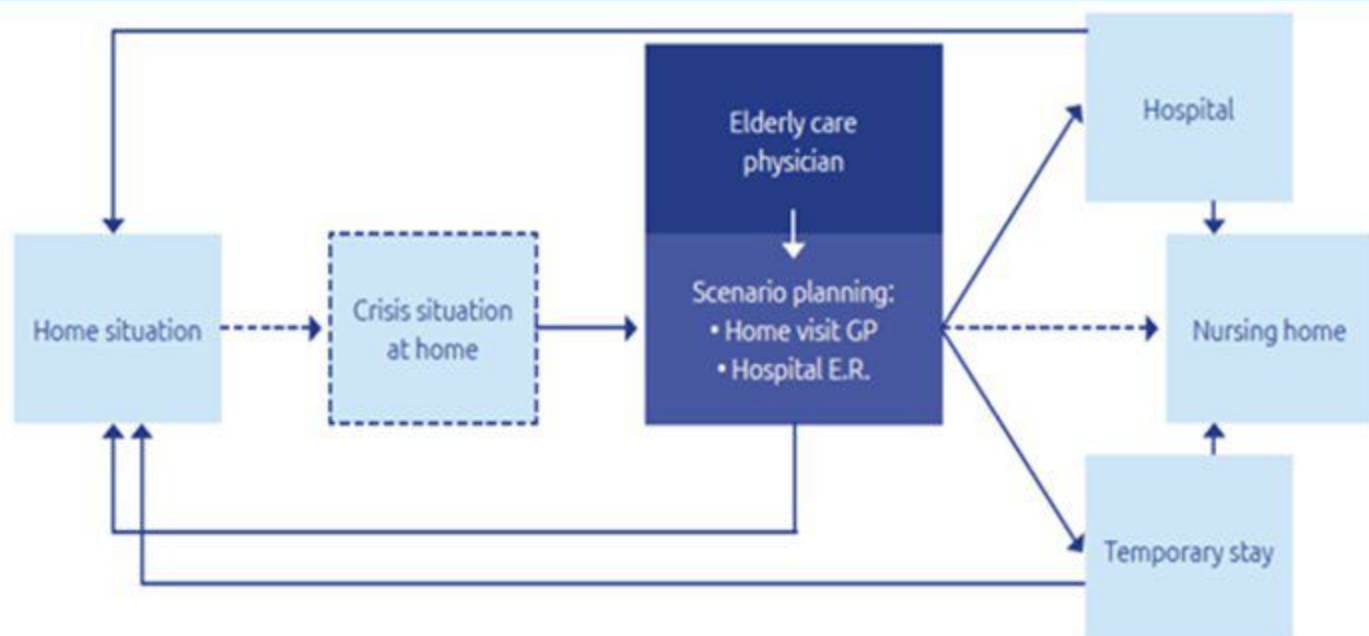 Home situation
Crisis situation
at home
Elderly care
physician
Scenario planning:
• Home visit GP
• Hospital E.R.
Hospital
Nursing home
Temporary stay